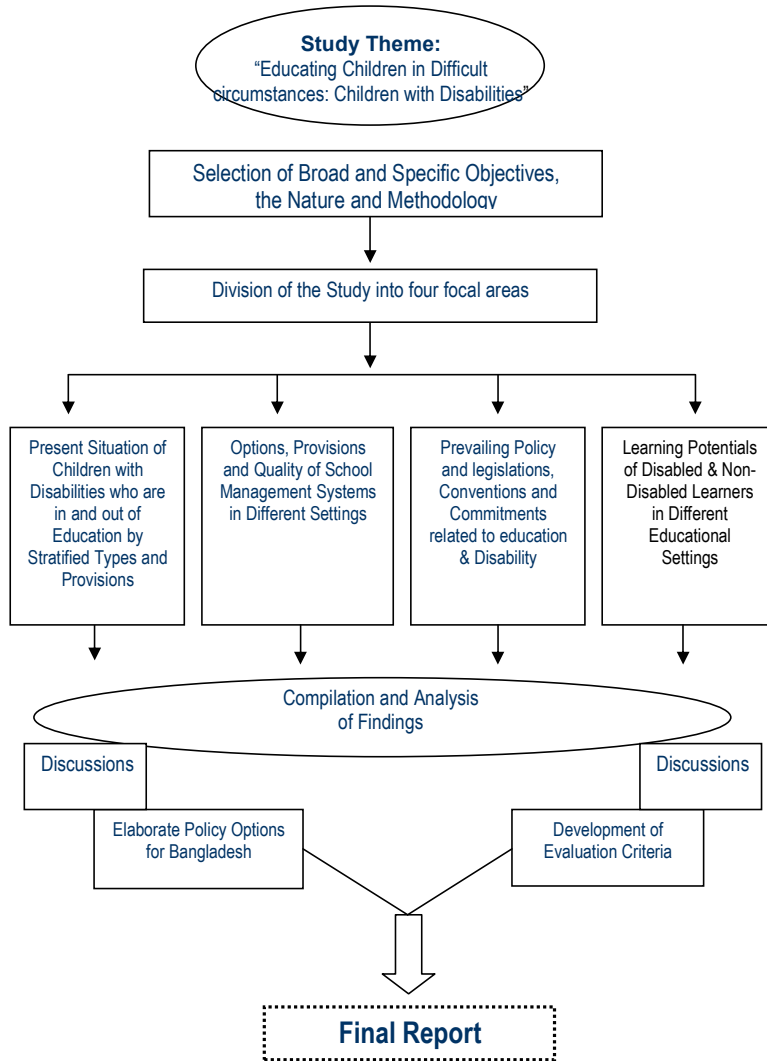 Study Theme:
“Educating Children in Difficult
circumstances: Children with Disabilities”
Selection of Broad and Specific Objectives,
the Nature and Methodology
Division of the Study into four focal areas
Present Situation of
Children with
Disabilities who are
in and out of
Education by
Stratified Types and
Provisions
Options, Provisions
and Quality of School
Management Systems
in Different Settings
Prevailing Policy
and legislations,
Conventions and
Commitments
related to education
& Disability
Learning Potentials
of Disabled & Non-
Disabled Learners
in Different
Educational
Settings
Compilation and Analysis
of Findings
Discussions
Discussions
Elaborate Policy Options
for Bangladesh
Development of
Evaluation Criteria
Final Report